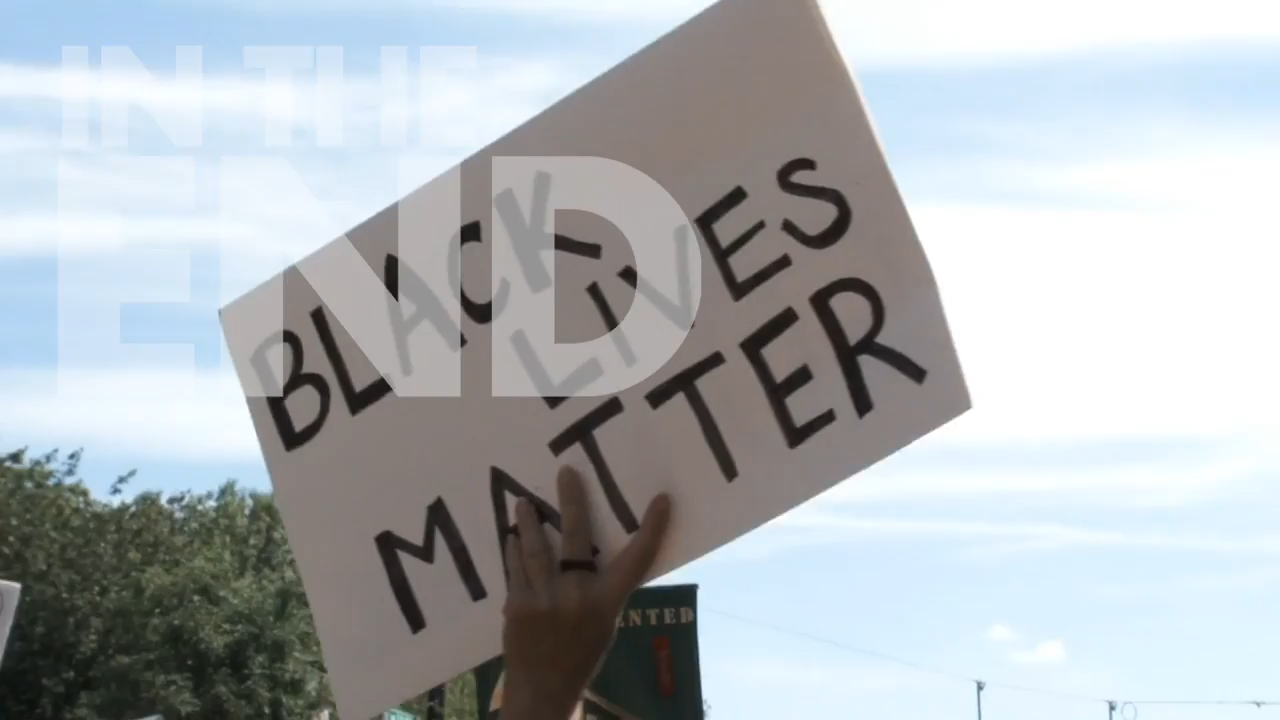 IN THE
END
BLACK
LIVES
MATTER
ENTED